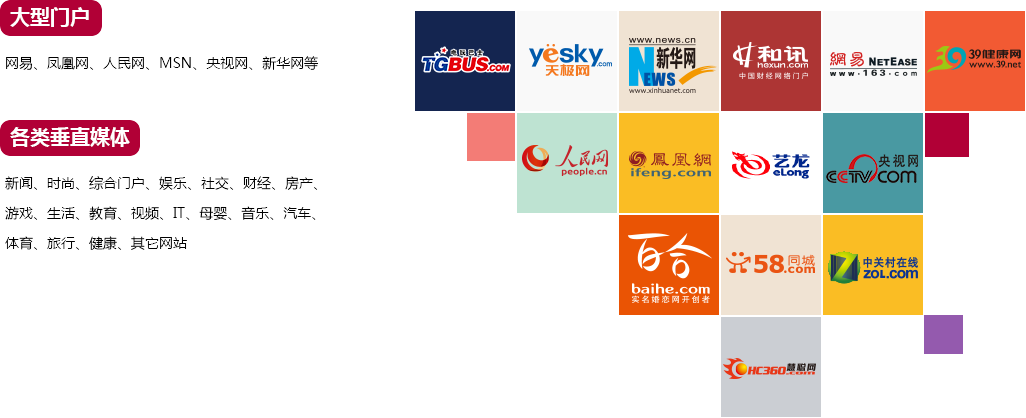 大型门户
网易、凤凰网、人民网、MSN、央视网、新华网等
各类垂直媒体
新闻、时尚、综合门户、娱乐、社交、财经、房产、
游戏、生活、教育、视频、IT、母婴、音乐、汽车、
体育、旅行、健康、其它网站
电玩巴士
TGBUS.COM
yesky.com
天极网
www.news.cn
新华网
NEWS
www.xinhuanet.com
和讯
hexun.com
中国财经网络门户
網易 NETEASE
www.163.com
39健康网
www.39.net
人民网
people.cn
鳳凰網
ifeng.com
艺龙
eLong
央视网
CCTV.com
百合
baihe.com
实名婚恋网开创者
58同城
.com
中关村在线
ZOL.COM
HC360慧聪网
.com